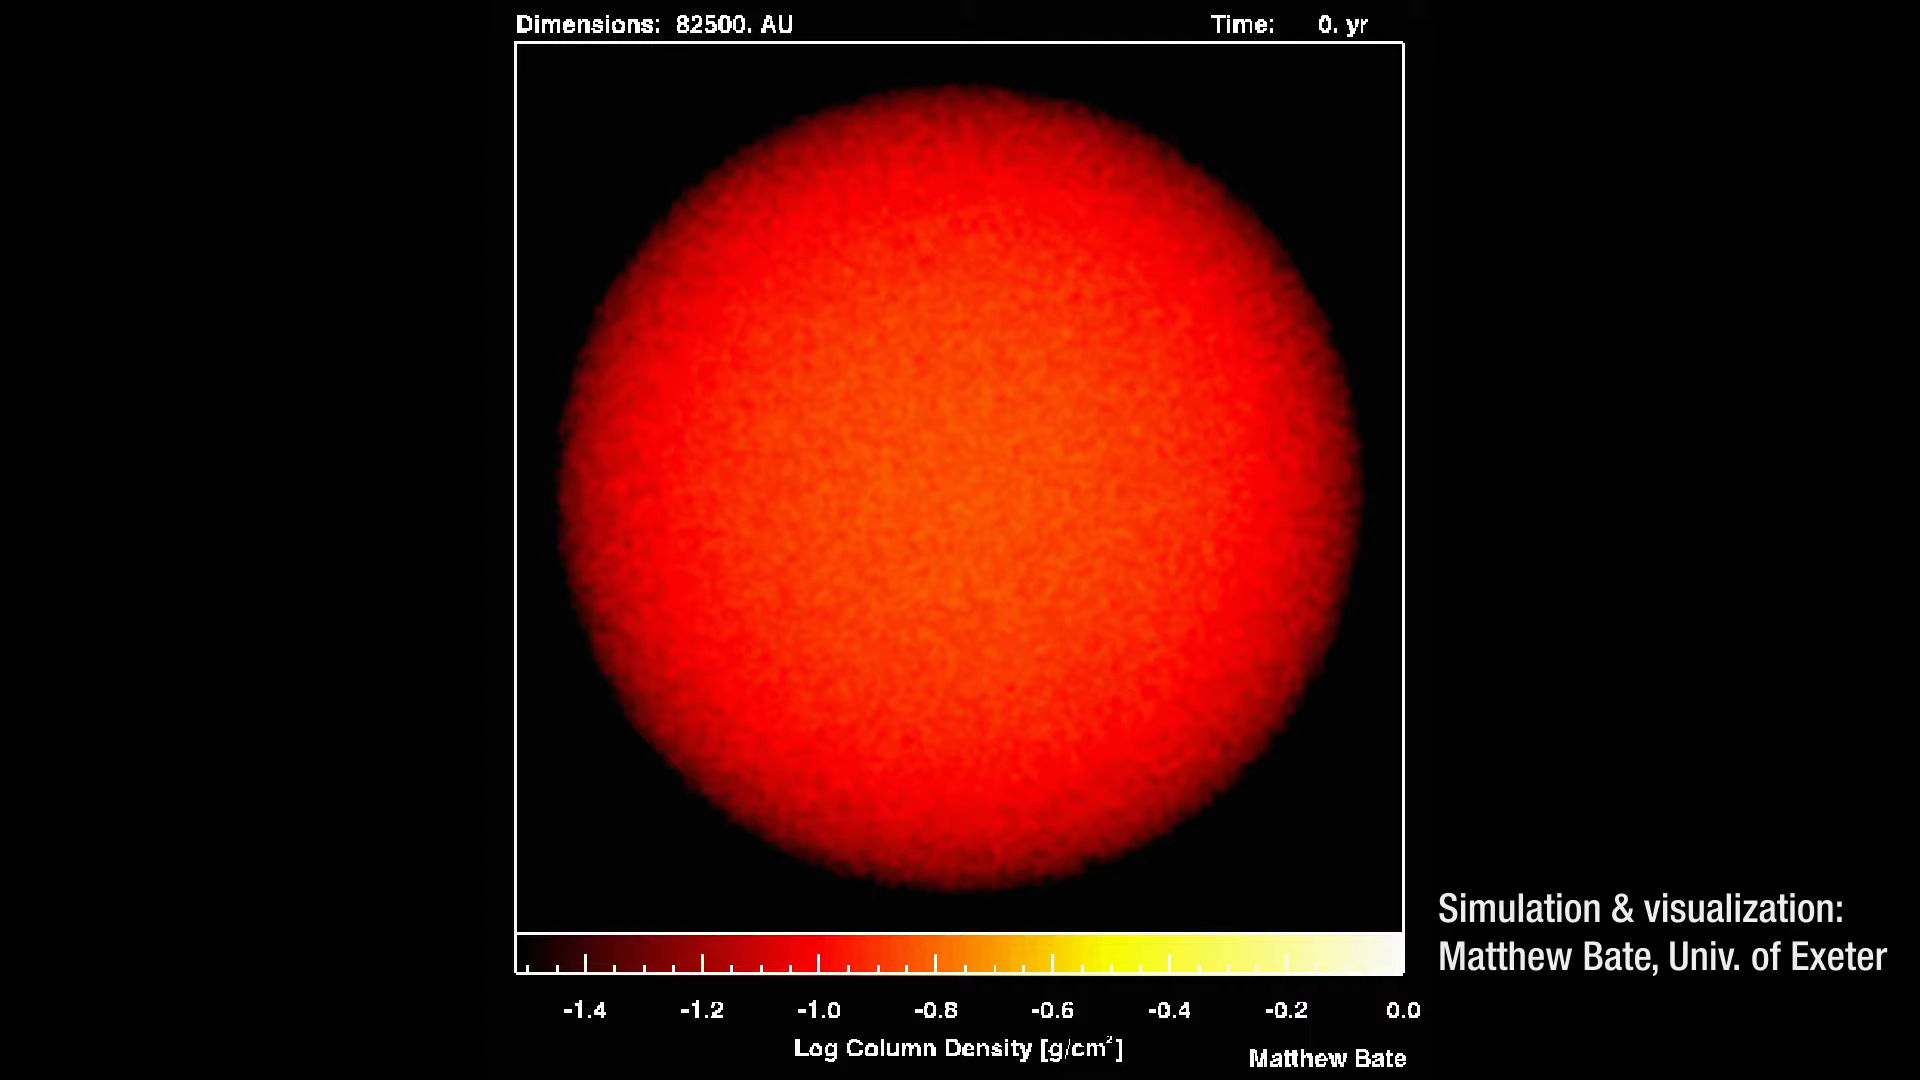 Dimensions: 82500. AU
Time: 0. yr
Simulation & visualization:
Matthew Bate, Univ. of Exeter
-1.4 -1.2 -1.0 -0.8 -0.6 -0.4 -0.2 0.0
Log Column Density [g/cm²]
Matthew Bate